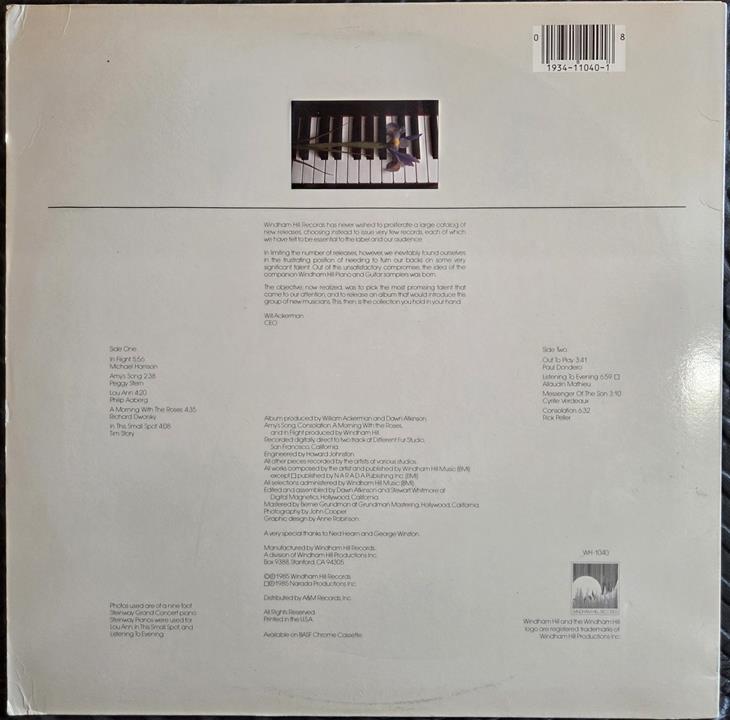 0 8
1934-11040-1
Windham Hill Records has never wished to proliferate a large catalog of
new releases, choosing instead to issue very few records, each of which
we have felt to be essential to the label and our audience.
In limiting the number of releases, however, we inevitably found ourselves
in the frustrating position of needing to turn our backs on some very
significant talent. Out of this unsatisfactory compromise, the idea of the
companion Windham Hill Piano and Guitar samplers was born.
The objective, now realized, was to pick the most promising talent that
came to our attention, and to release an album that would introduce this
group of new musicians. This, then, is the collection you hold in your hand.
Will Ackerman
CEO
Side One
In Flight 5:56
Michael Harrison
Amy's Song 2:38
Peggy Stern
Lou Ann 4:20
Philip Aaberg
A Morning With The Roses 4:35
Richard Dworsky
In This Small Spot 4:08
Tim Story
Side Two
Out To Play 3:41
Paul Dondero
Listening To Evening 6:59 □
Allaudin Mathieu
Messenger Of The Son 3:10
Cyrille Verdeaux
Consolation 6:32
Rick Peller
Album produced by William Ackerman and Dawn Atkinson.
Amy's Song, Consolation, A Morning With The Roses,
and In Flight produced by Windham Hill.
Recorded digitally, direct to two track at Different Fur Studio,
San Francisco, California.
Engineered by Howard Johnston.
All other pieces recorded by the artists at various studios.
All works composed by the artist and published by Windham Hill Music (BMI)
except □ published by N A R A D A Publishing Inc. (BMI)
All selections administered by Windham Hill Music (BMI)
Edited and assembled by Dawn Atkinson and Stewart Whitmore at
Digital Magnetics, Hollywood, California.
Mastered by Bernie Grundman at Grundman Mastering, Hollywood, California.
Photography by John Cooper
Graphic design by Anne Robinson.
A very special thanks to Ned Hearn and George Winston.
Manufactured by Windham Hill Records.
A division of Windham Hill Productions Inc.
Box 9388, Stanford, CA 94305
©℗ 1985 Windham Hill Records
□℗ 1985 Narada Productions Inc.
Distributed by A&M Records, Inc.
All Rights Reserved.
Printed in the U.S.A.
Available on BASF Chrome Cassette.
Photos used are of a nine foot
Steinway Grand Concert piano.
Steinway Pianos were used for
Lou Ann, In This Small Spot, and
Listening To Evening.
WH-1040
WINDHAM HILL RECORDS
Windham Hill and the Windham Hill
logo are registered trademarks of
Windham Hill Productions Inc.